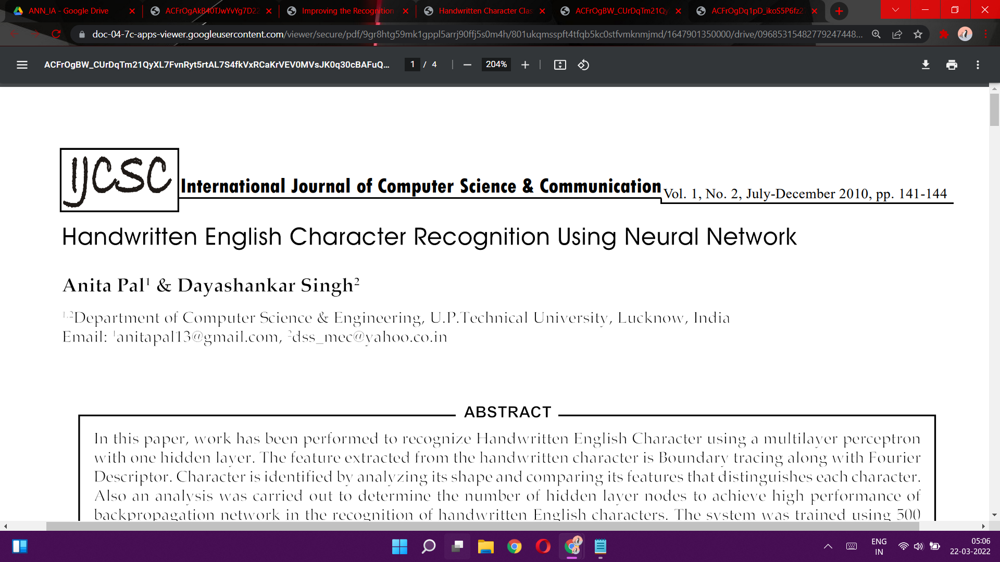 ANN_IA - Google Drive
ACFrOgAkB40TJwYvYg7D22
Improving the Recognition
Handwritten Character Clas
ACFrOgBW_CUrDqTm21Qy
ACFrOgDq1pD_ikoS5P6fz2
doc-04-7c-apps-viewer.googleusercontent.com/viewer/secure/pdf/9gr8htg59mk1gppl5arrj90ffj5s0m4h/801ukqmsspft4tfqb5kc0stfvmknmjmd/1647901350000/drive/09685315482779247448...
ACFrOgBW_CUrDqTm21QyXL7FvnRyt5rtAL7S4fkVxRCaKrVEV0MVsJK0q30cBAFuQ... 1 / 4 204%
IJCSC
International Journal of Computer Science & Communication Vol. 1, No. 2, July-December 2010, pp. 141-144
Handwritten English Character Recognition Using Neural Network
Anita Pal1 & Dayashankar Singh2
1,2Department of Computer Science & Engineering, U.P.Technical University, Lucknow, India
Email: 1anitapal13@gmail.com, 2dss_mec@yahoo.co.in
ABSTRACT
In this paper, work has been performed to recognize Handwritten English Character using a multilayer perceptron
with one hidden layer. The feature extracted from the handwritten character is Boundary tracing along with Fourier
Descriptor. Character is identified by analyzing its shape and comparing its features that distinguishes each character.
Also an analysis was carried out to determine the number of hidden layer nodes to achieve high performance of
backpropagation network in the recognition of handwritten English characters. The system was trained using 500
ENG
IN
05:06
22-03-2022